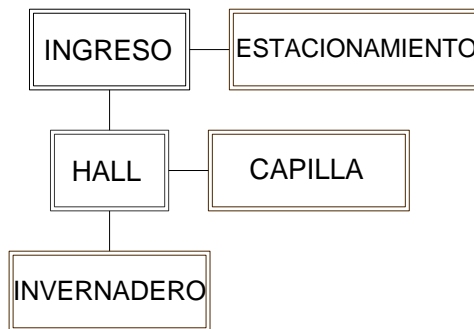 INGRESO
ESTACIONAMIENTO
HALL
CAPILLA
INVERNADERO